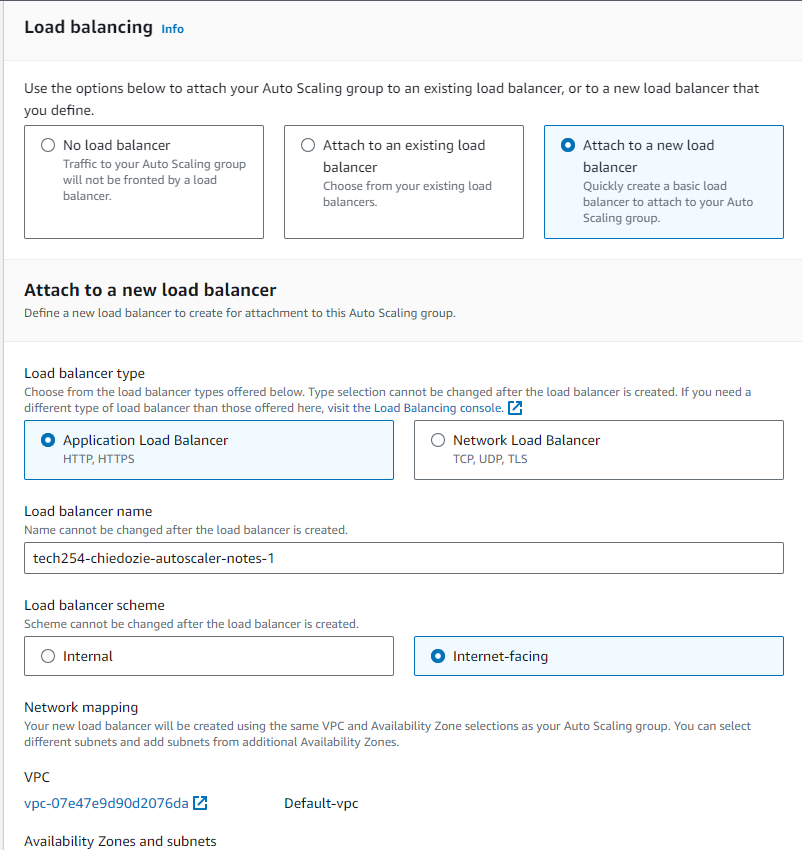 Load balancing Info
Use the options below to attach your Auto Scaling group to an existing load balancer, or to a new load balancer that
you define.
No load balancer
Traffic to your Auto Scaling group
will not be fronted by a load
balancer.
Attach to an existing load
balancer
Choose from your existing load
balancers.
Attach to a new load
balancer
Quickly create a basic load
balancer to attach to your Auto
Scaling group.
Attach to a new load balancer
Define a new load balancer to create for attachment to this Auto Scaling group.
Load balancer type
Choose from the load balancer types offered below. Type selection cannot be changed after the load balancer is created. If you need a
different type of load balancer than those offered here, visit the Load Balancing console.
Application Load Balancer
HTTP, HTTPS
Network Load Balancer
TCP, UDP, TLS
Load balancer name
Name cannot be changed after the load balancer is created.
tech254-chiedozie-autoscaler-notes-1
Load balancer scheme
Scheme cannot be changed after the load balancer is created.
Internal
Internet-facing
Network mapping
Your new load balancer will be created using the same VPC and Availability Zone selections as your Auto Scaling group. You can select
different subnets and add subnets from additional Availability Zones.
VPC
vpc-07e47e9d90d2076da
Default-vpc
Availability Zones and subnets